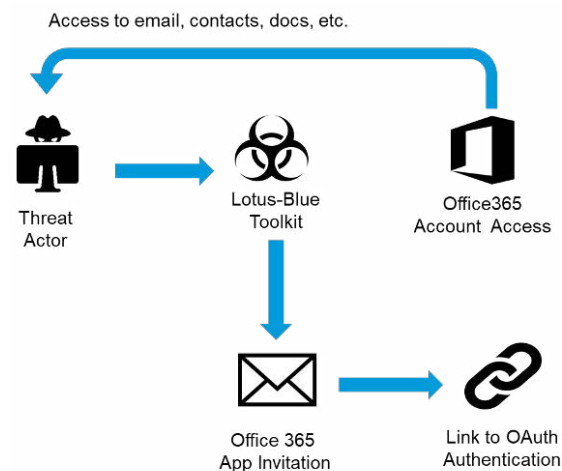 Access to email, contacts, docs, etc.
Threat
Actor
Lotus-Blue
Toolkit
Office365
Account Access
Office 365
App Invitation
Link to OAuth
Authentication